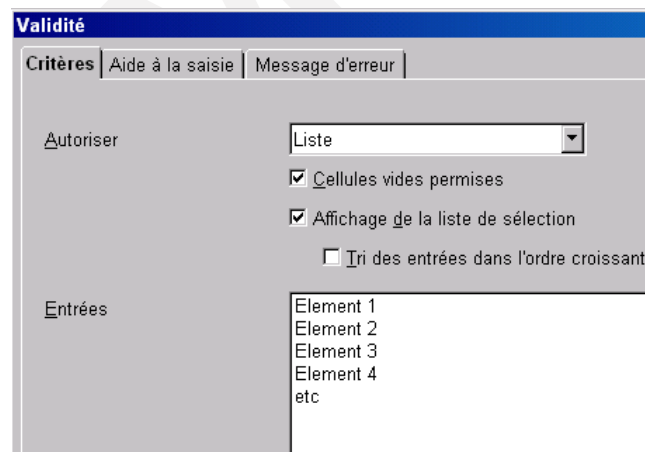 Validité
Critères Aide à la saisie Message d'erreur
Autoriser Liste
Cellules vides permises
Affichage de la liste de sélection
Tri des entrées dans l'ordre croissant
Entrées Element 1
Element 2
Element 3
Element 4
etc